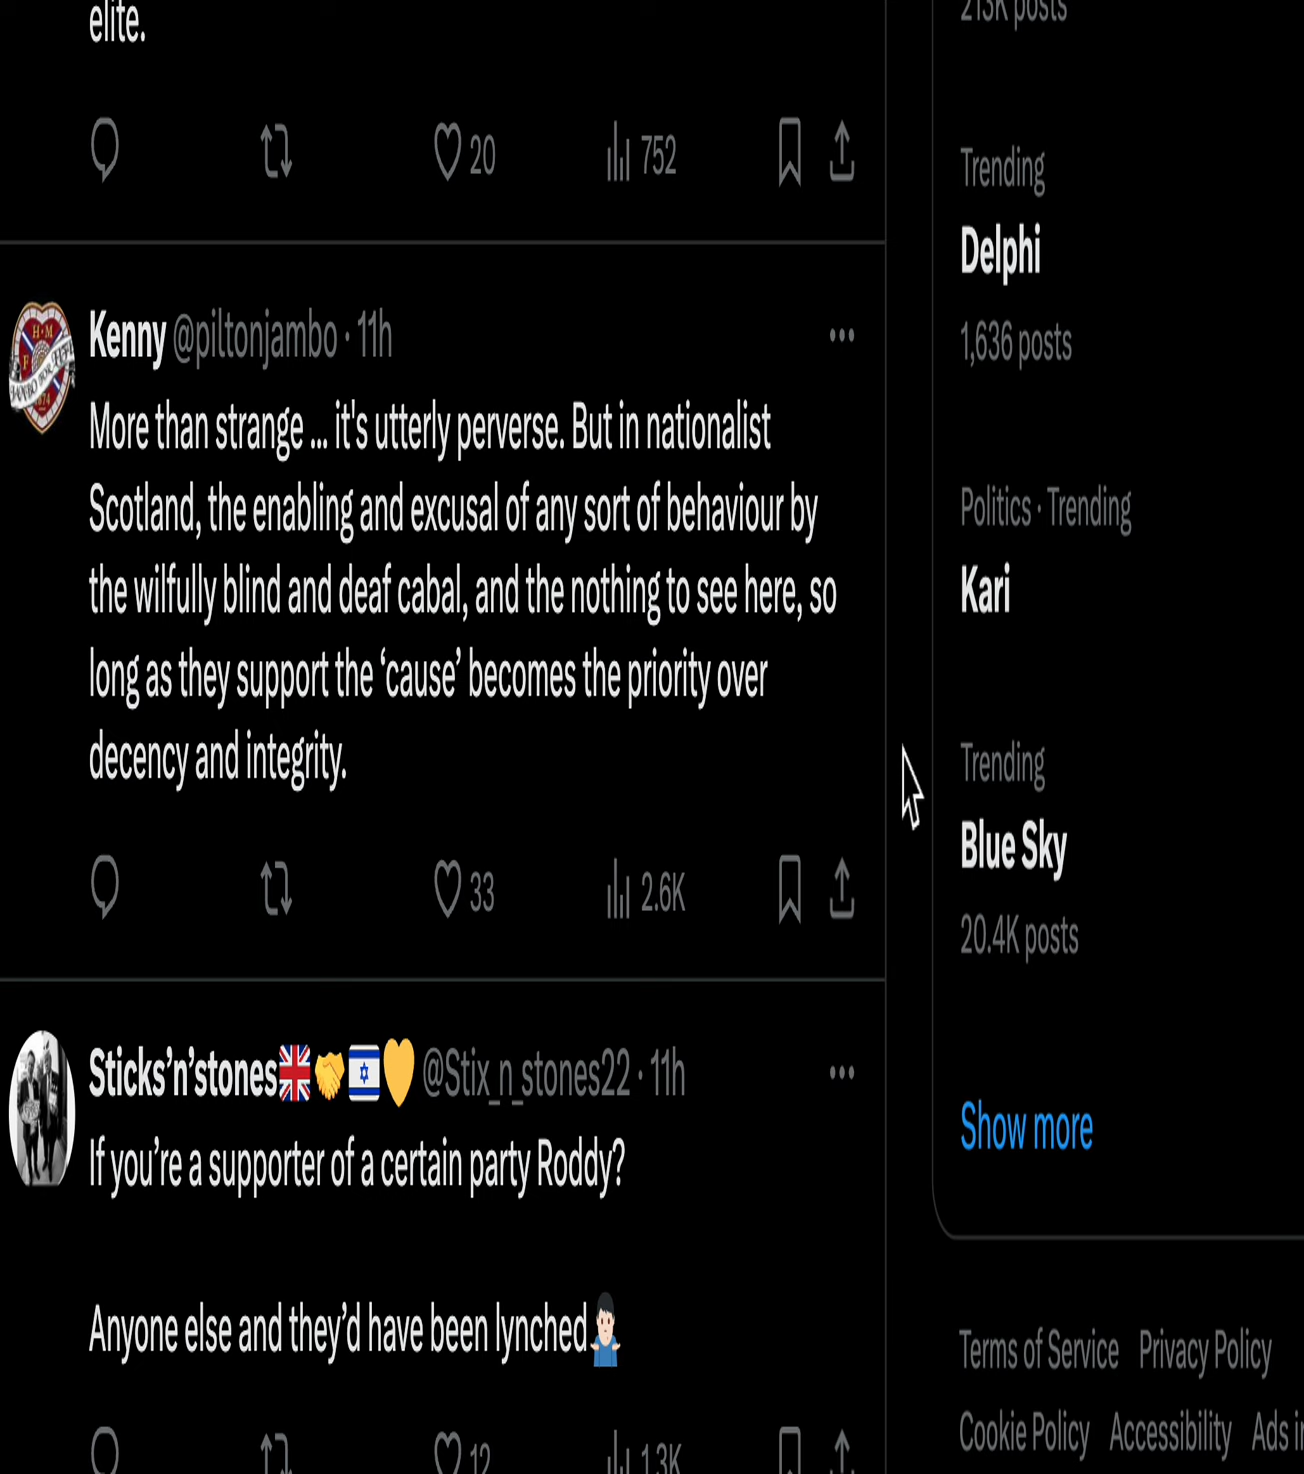 elite.
20
752
Kenny @piltonjambo · 11h
More than strange ... it's utterly perverse. But in nationalist
Scotland, the enabling and excusal of any sort of behaviour by
the wilfully blind and deaf cabal, and the nothing to see here, so
long as they support the ‘cause’ becomes the priority over
decency and integrity.
33
2.6K
Sticks’n’stones🇬🇧🤝🇮🇱💛 @Stix_n_stones22 · 11h
If you’re a supporter of a certain party Roddy?
Anyone else and they’d have been lynched🤷🏻‍♂️
12
1.3K
213K posts
Trending
Delphi
1,636 posts
Politics · Trending
Kari
Trending
Blue Sky
20.4K posts
Show more
Terms of Service Privacy Policy
Cookie Policy Accessibility Ads